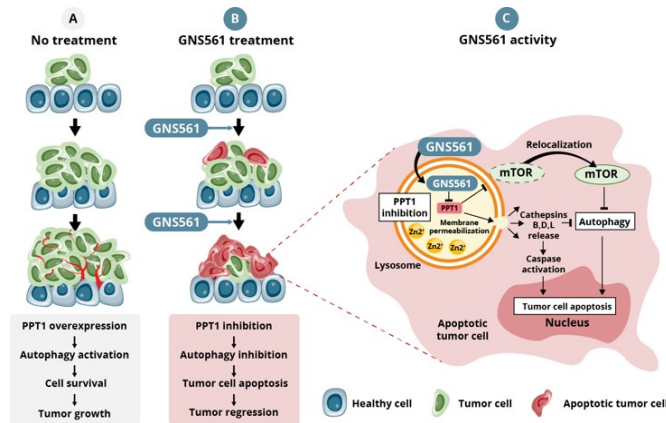 A
No treatment
PPT1 overexpression
Autophagy activation
Cell survival
Tumor growth
B
GNS561 treatment
GNS561
GNS561
PPT1 inhibition
Autophagy inhibition
Tumor cell apoptosis
Tumor regression
C
GNS561 activity
GNS561
GNS561
PPT1
PPT1
inhibition
Membrane
permeabilization
Zn2+
Zn2+
Zn2+
Lysosome
Relocalization
mTOR
mTOR
Cathepsins
B,D,L
release
Autophagy
Caspase
activation
Tumor cell apoptosis
Nucleus
Apoptotic
tumor cell
Healthy cell
Tumor cell
Apoptotic tumor cell